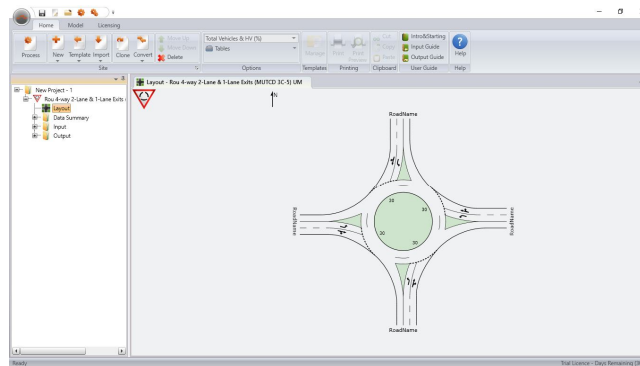 Home Model Licensing
Process New Template Import Clone Convert
Move Up
Move Down
Delete
Total Vehicles & HV (%)
Tables
Manage Print Print Preview
Cut
Copy
Paste
Intro&Starting
Input Guide
Output Guide
Help
Site Options Templates Printing Clipboard User Guide Help
New Project - 1
Rou 4-way 2-Lane & 1-Lane Exits (
Layout
Data Summary
Input
Output
Layout - Rou 4-way 2-Lane & 1-Lane Exits (MUTCD 3C-5) UM
N
RoadName
30
30
RoadName
RoadName
30
30
RoadName
Ready
Trial Licence - Days Remaining